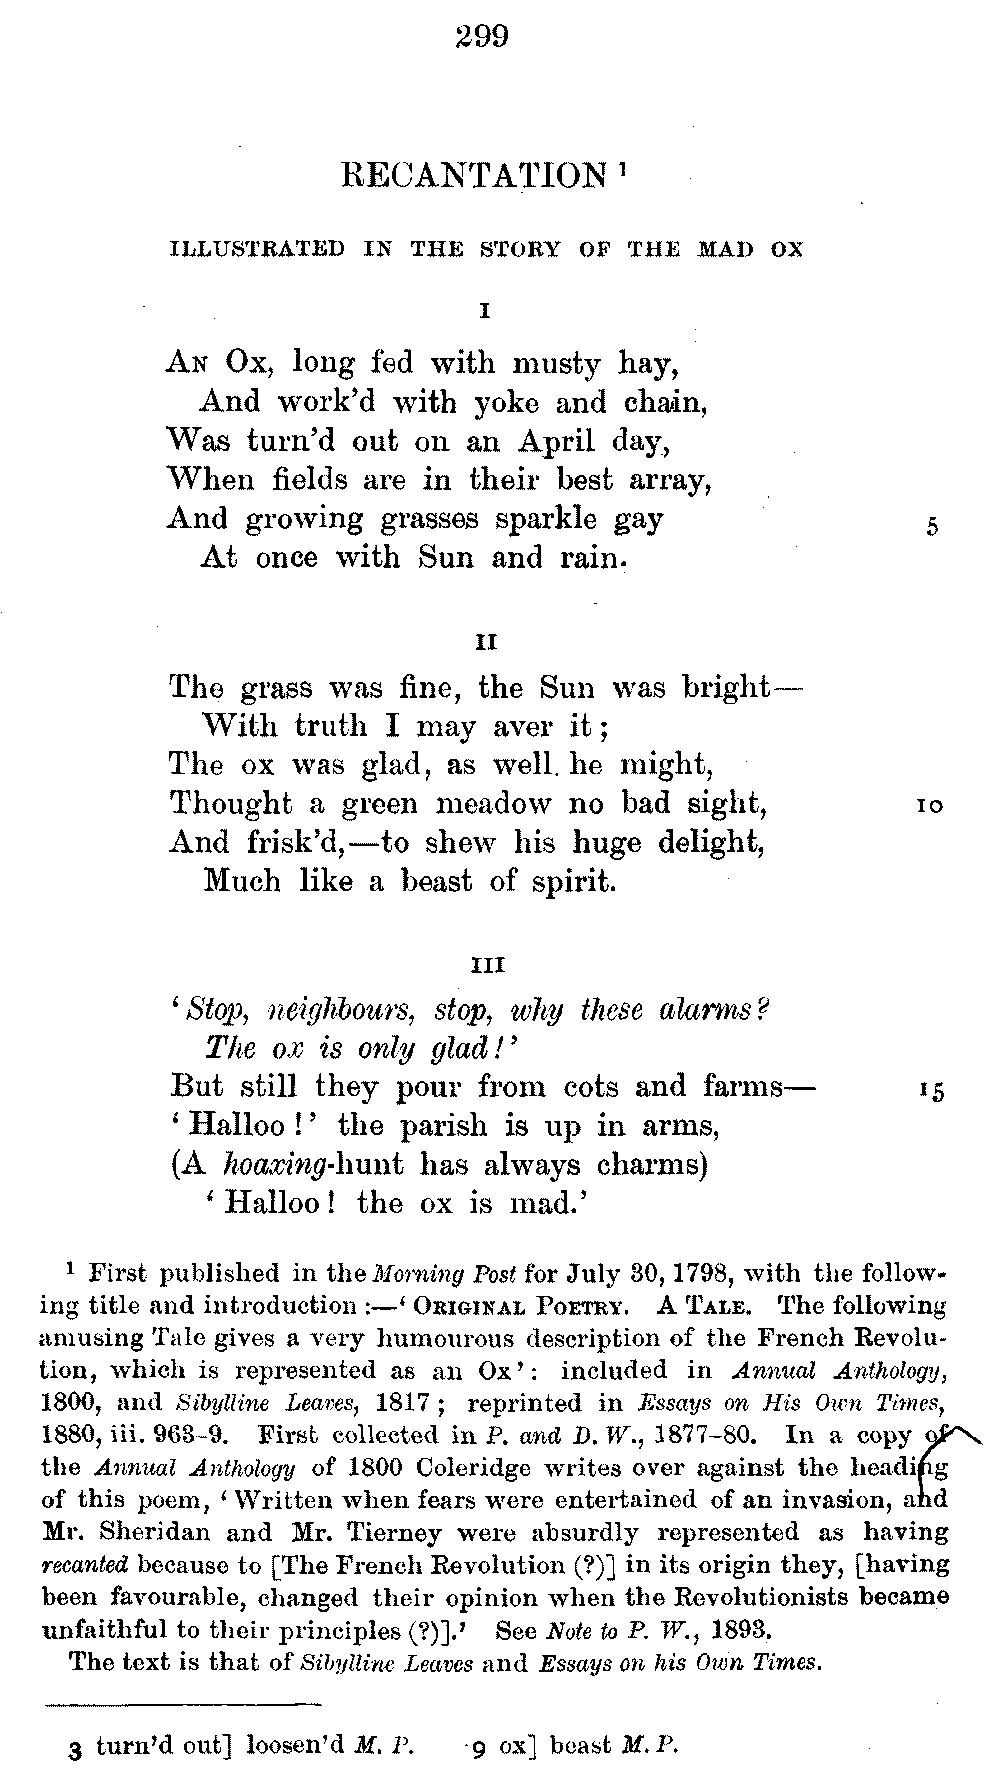 299
RECANTATION ¹
ILLUSTRATED IN THE STORY OF THE MAD OX
I
AN Ox, long fed with musty hay,
And work'd with yoke and chain,
Was turn'd out on an April day,
When fields are in their best array,
And growing grasses sparkle gay 5
At once with Sun and rain.
II
The grass was fine, the Sun was bright—
With truth I may aver it ;
The ox was glad, as well he might,
Thought a green meadow no bad sight, 10
And frisk'd,—to shew his huge delight,
Much like a beast of spirit.
III
' Stop, neighbours, stop, why these alarms?
The ox is only glad!'
But still they pour from cots and farms— 15
' Halloo!' the parish is up in arms,
(A hoaxing-hunt has always charms)
' Halloo! the ox is mad.'
¹ First published in the Morning Post for July 30, 1798, with the follow-
ing title and introduction :—' ORIGINAL POETRY. A TALE. The following
amusing Tale gives a very humourous description of the French Revolu-
tion, which is represented as an Ox': included in Annual Anthology,
1800, and Sibylline Leaves, 1817 ; reprinted in Essays on His Own Times,
1880, iii. 963-9. First collected in P. and D. W., 1877-80. In a copy of
the Annual Anthology of 1800 Coleridge writes over against the heading
of this poem, ' Written when fears were entertained of an invasion, and
Mr. Sheridan and Mr. Tierney were absurdly represented as having
recanted because to [The French Revolution (?)] in its origin they, [having
been favourable, changed their opinion when the Revolutionists became
unfaithful to their principles (?)].' See Note to P. W., 1893.
The text is that of Sibylline Leaves and Essays on his Own Times.
3 turn'd out] loosen'd M. P. 9 ox] beast M. P.